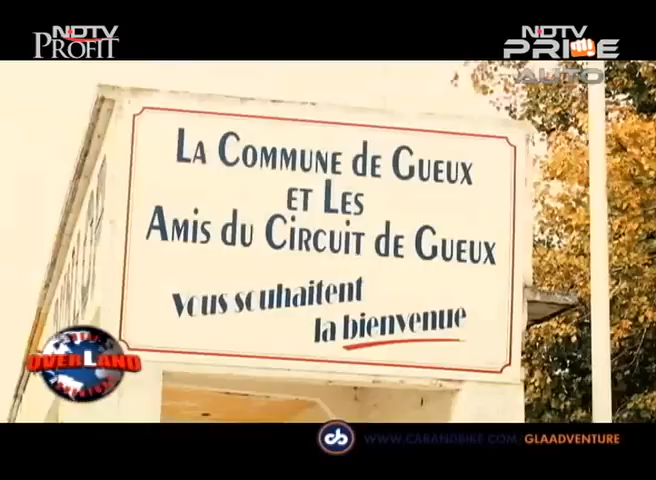 NDTV
PROFIT
NDTV
PRIME
AUTO
LA COMMUNE DE GUEUX
ET LES
AMIS DU CIRCUIT DE GUEUX
vous souhaitent
la bienvenue
OVERLAND
WWW.CARANDBIKE.COM GLAADVENTURE